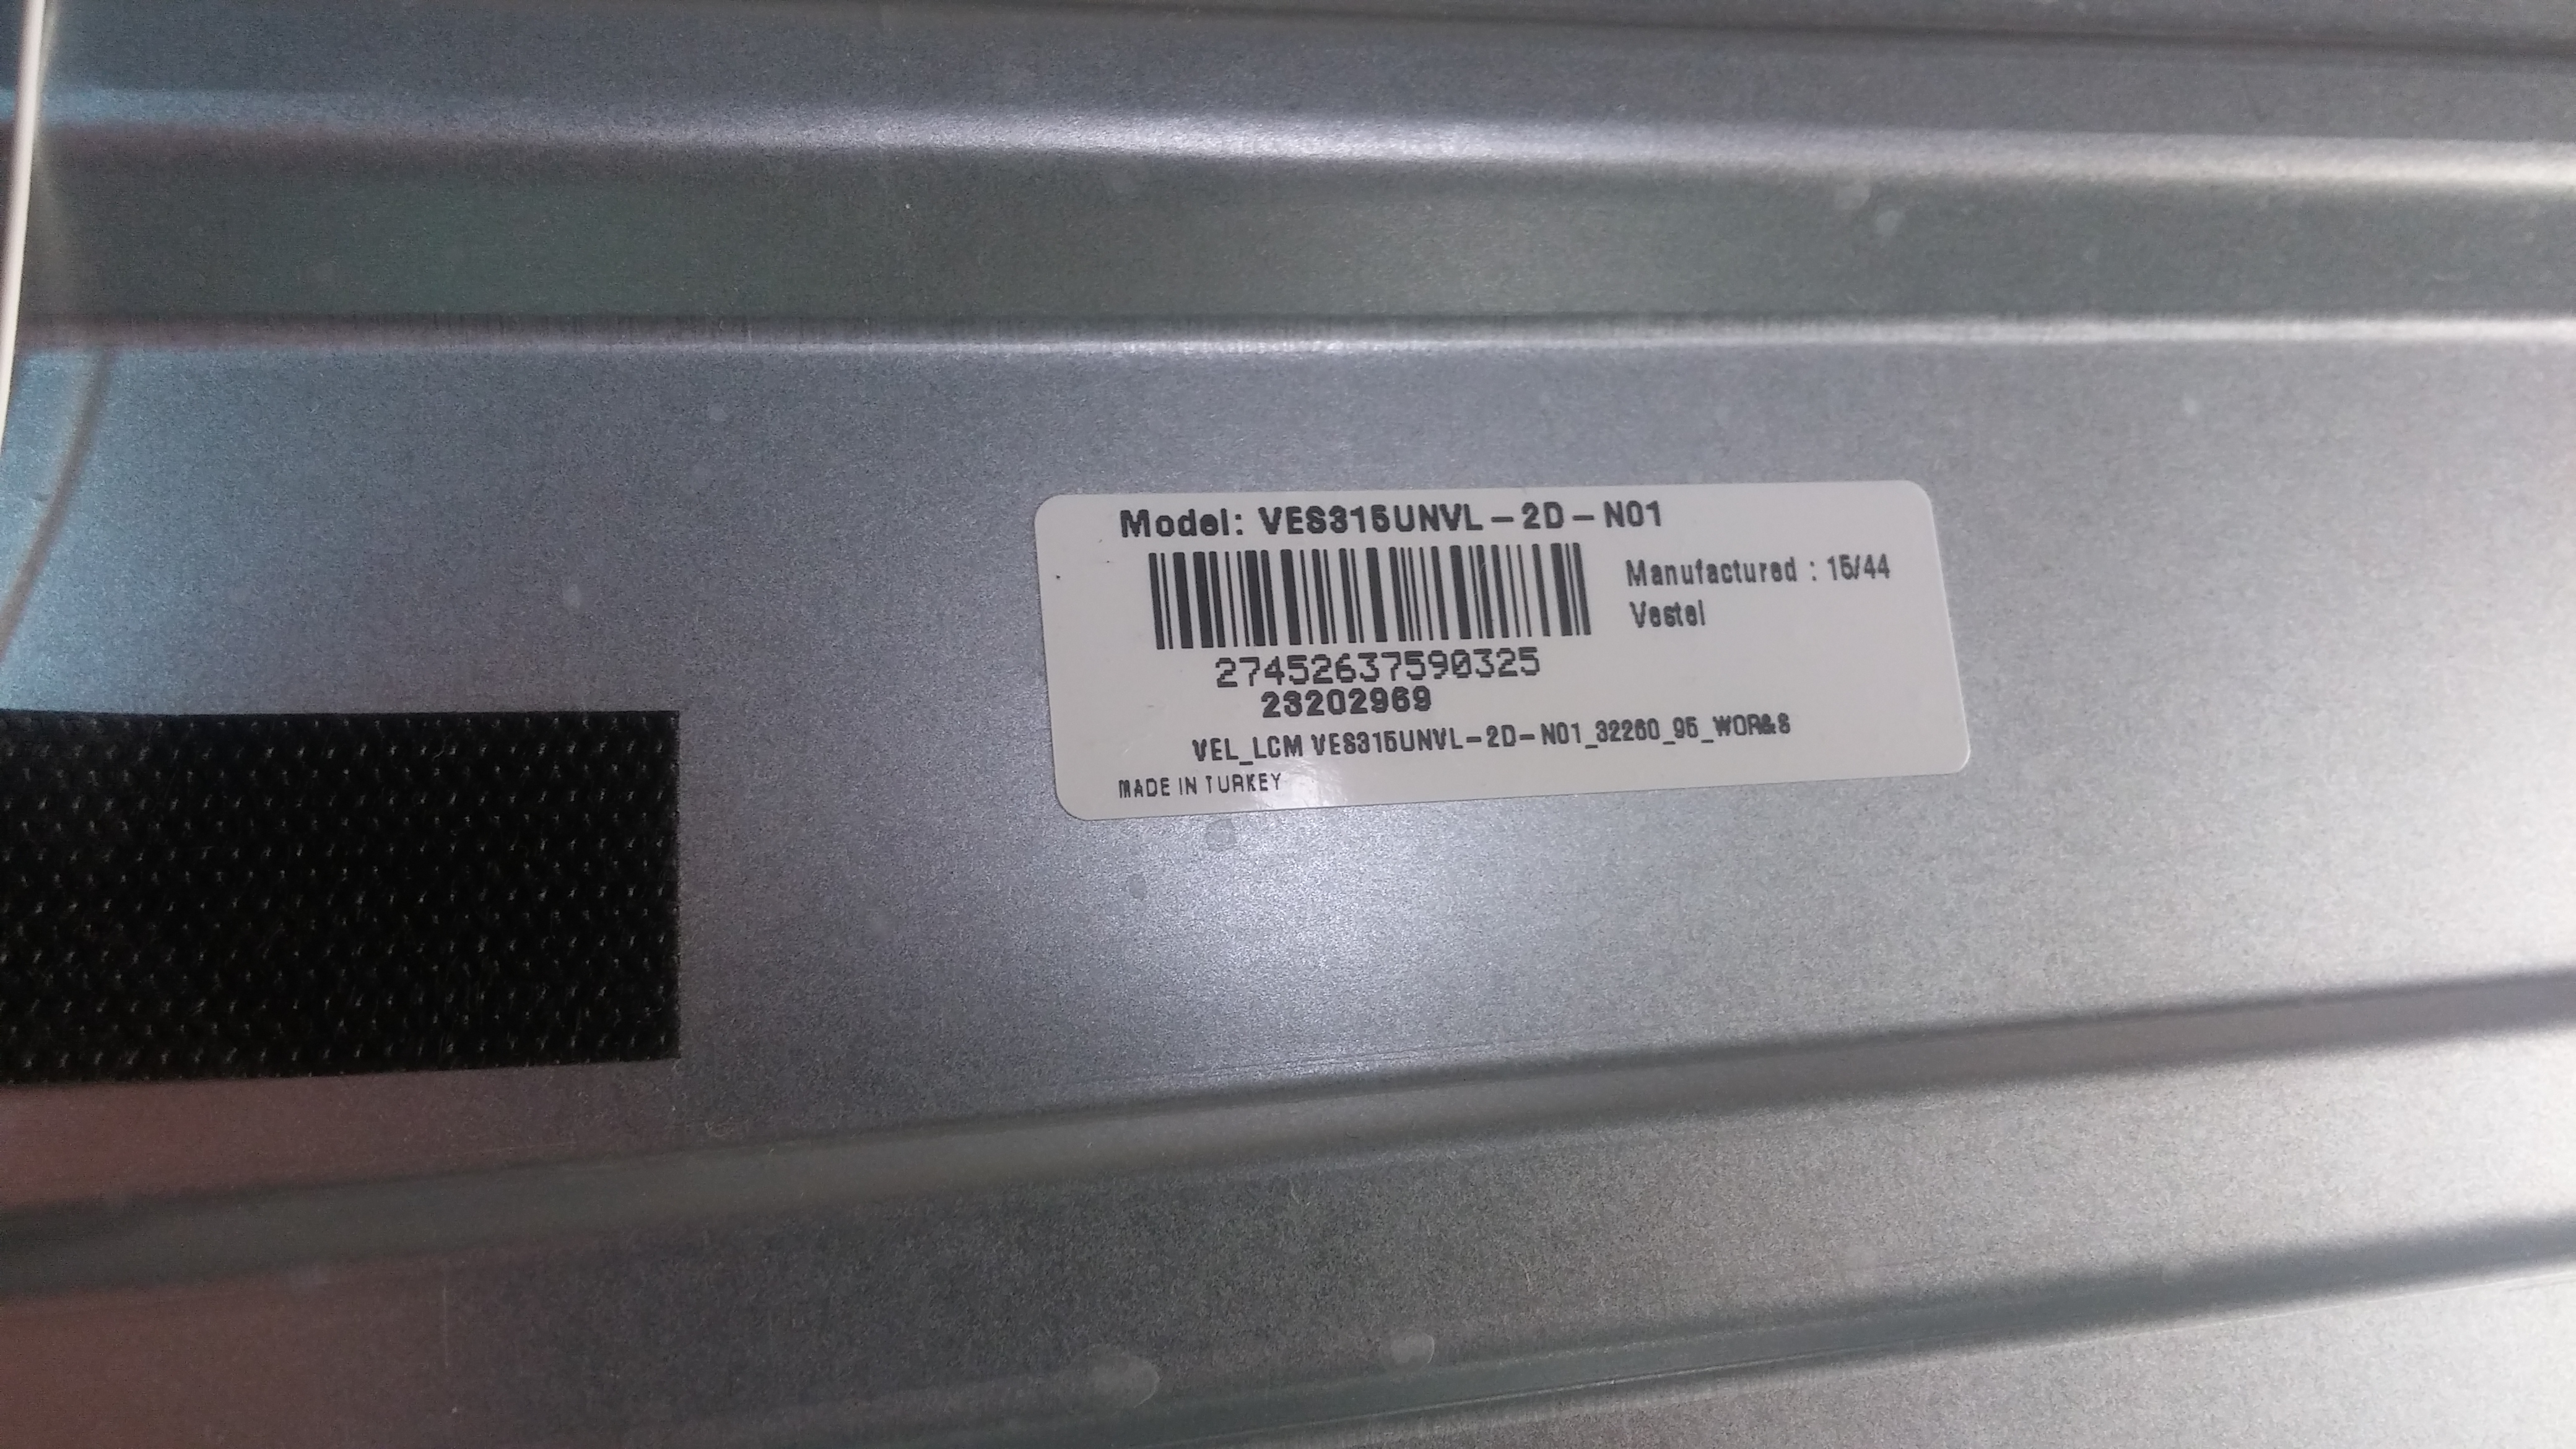 Model: VES315UNVL-2D-N01
Manufactured : 15/44
Vestel
27452637590325
23202969
VEL_LCM VES315UNVL-2D-N01_32260_95_WOR&S
MADE IN TURKEY